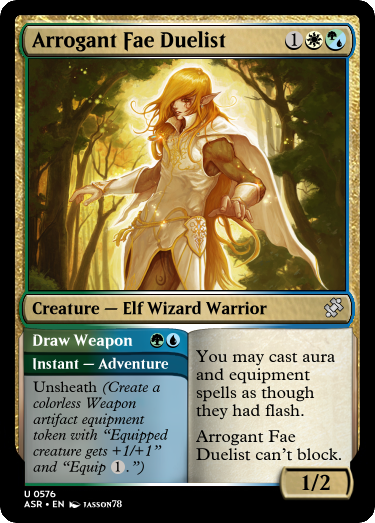 Arrogant Fae Duelist 1
Creature — Elf Wizard Warrior
Draw Weapon
Instant — Adventure
Unsheath (Create a
colorless Weapon
artifact equipment
token with “Equipped
creature gets +1/+1”
and “Equip 1.”)
You may cast aura
and equipment
spells as though
they had flash.
Arrogant Fae
Duelist can’t block.
1/2
U 0576
ASR • EN Jasson78